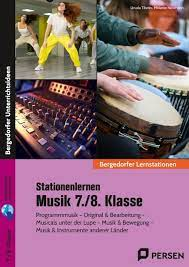 Bergedorfer Unterrichtsideen
Bergedorfer Lernstationen
Stationenlernen
Musik 7./8. Klasse
Programmmusik – Original & Bearbeitung –
Musicals unter der Lupe – Musik & Bewegung –
Musik & Instrumente anderer Länder
PERSEN